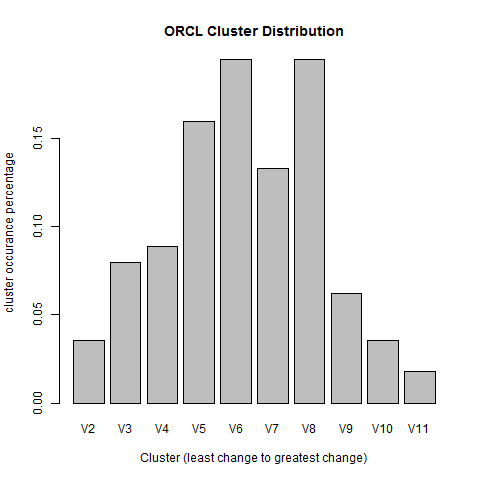 ORCL Cluster Distribution
cluster occurance percentage
0.15
0.10
0.05
0.00
V2 V3 V4 V5 V6 V7 V8 V9 V10 V11
Cluster (least change to greatest change)